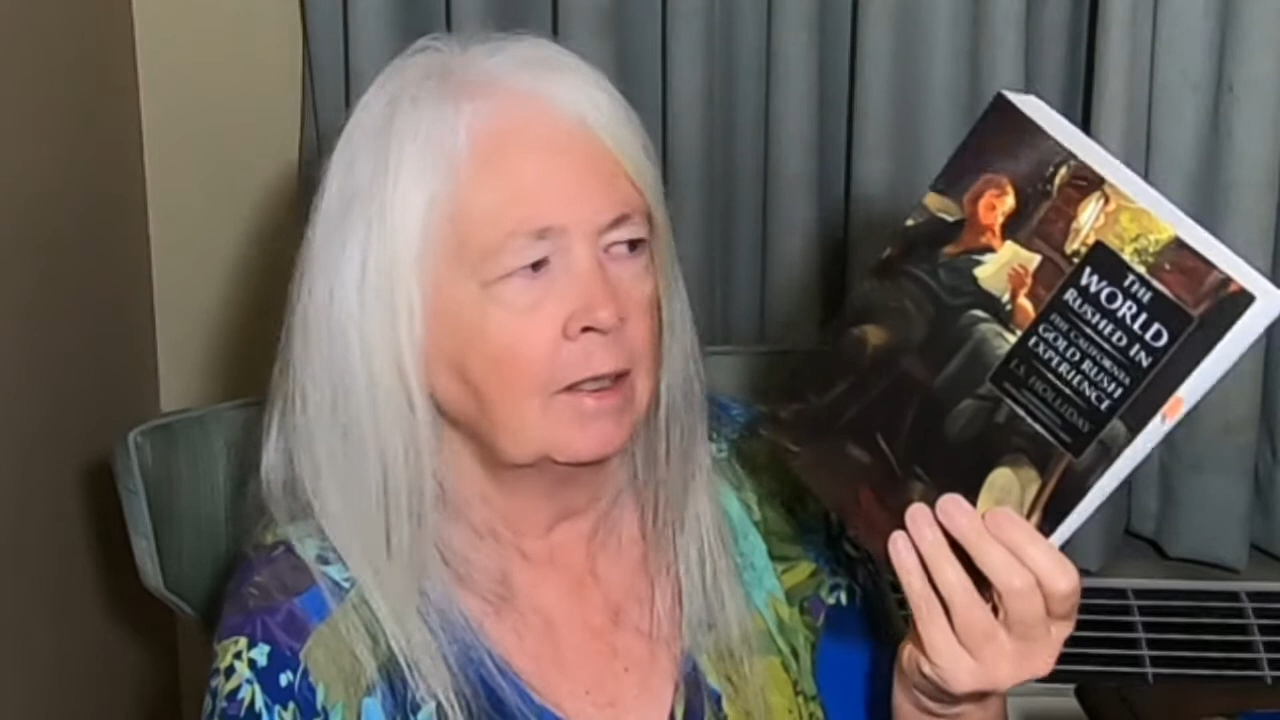 THE
WORLD
RUSHED IN
THE CALIFORNIA
GOLD RUSH
EXPERIENCE
J.S. HOLLIDAY